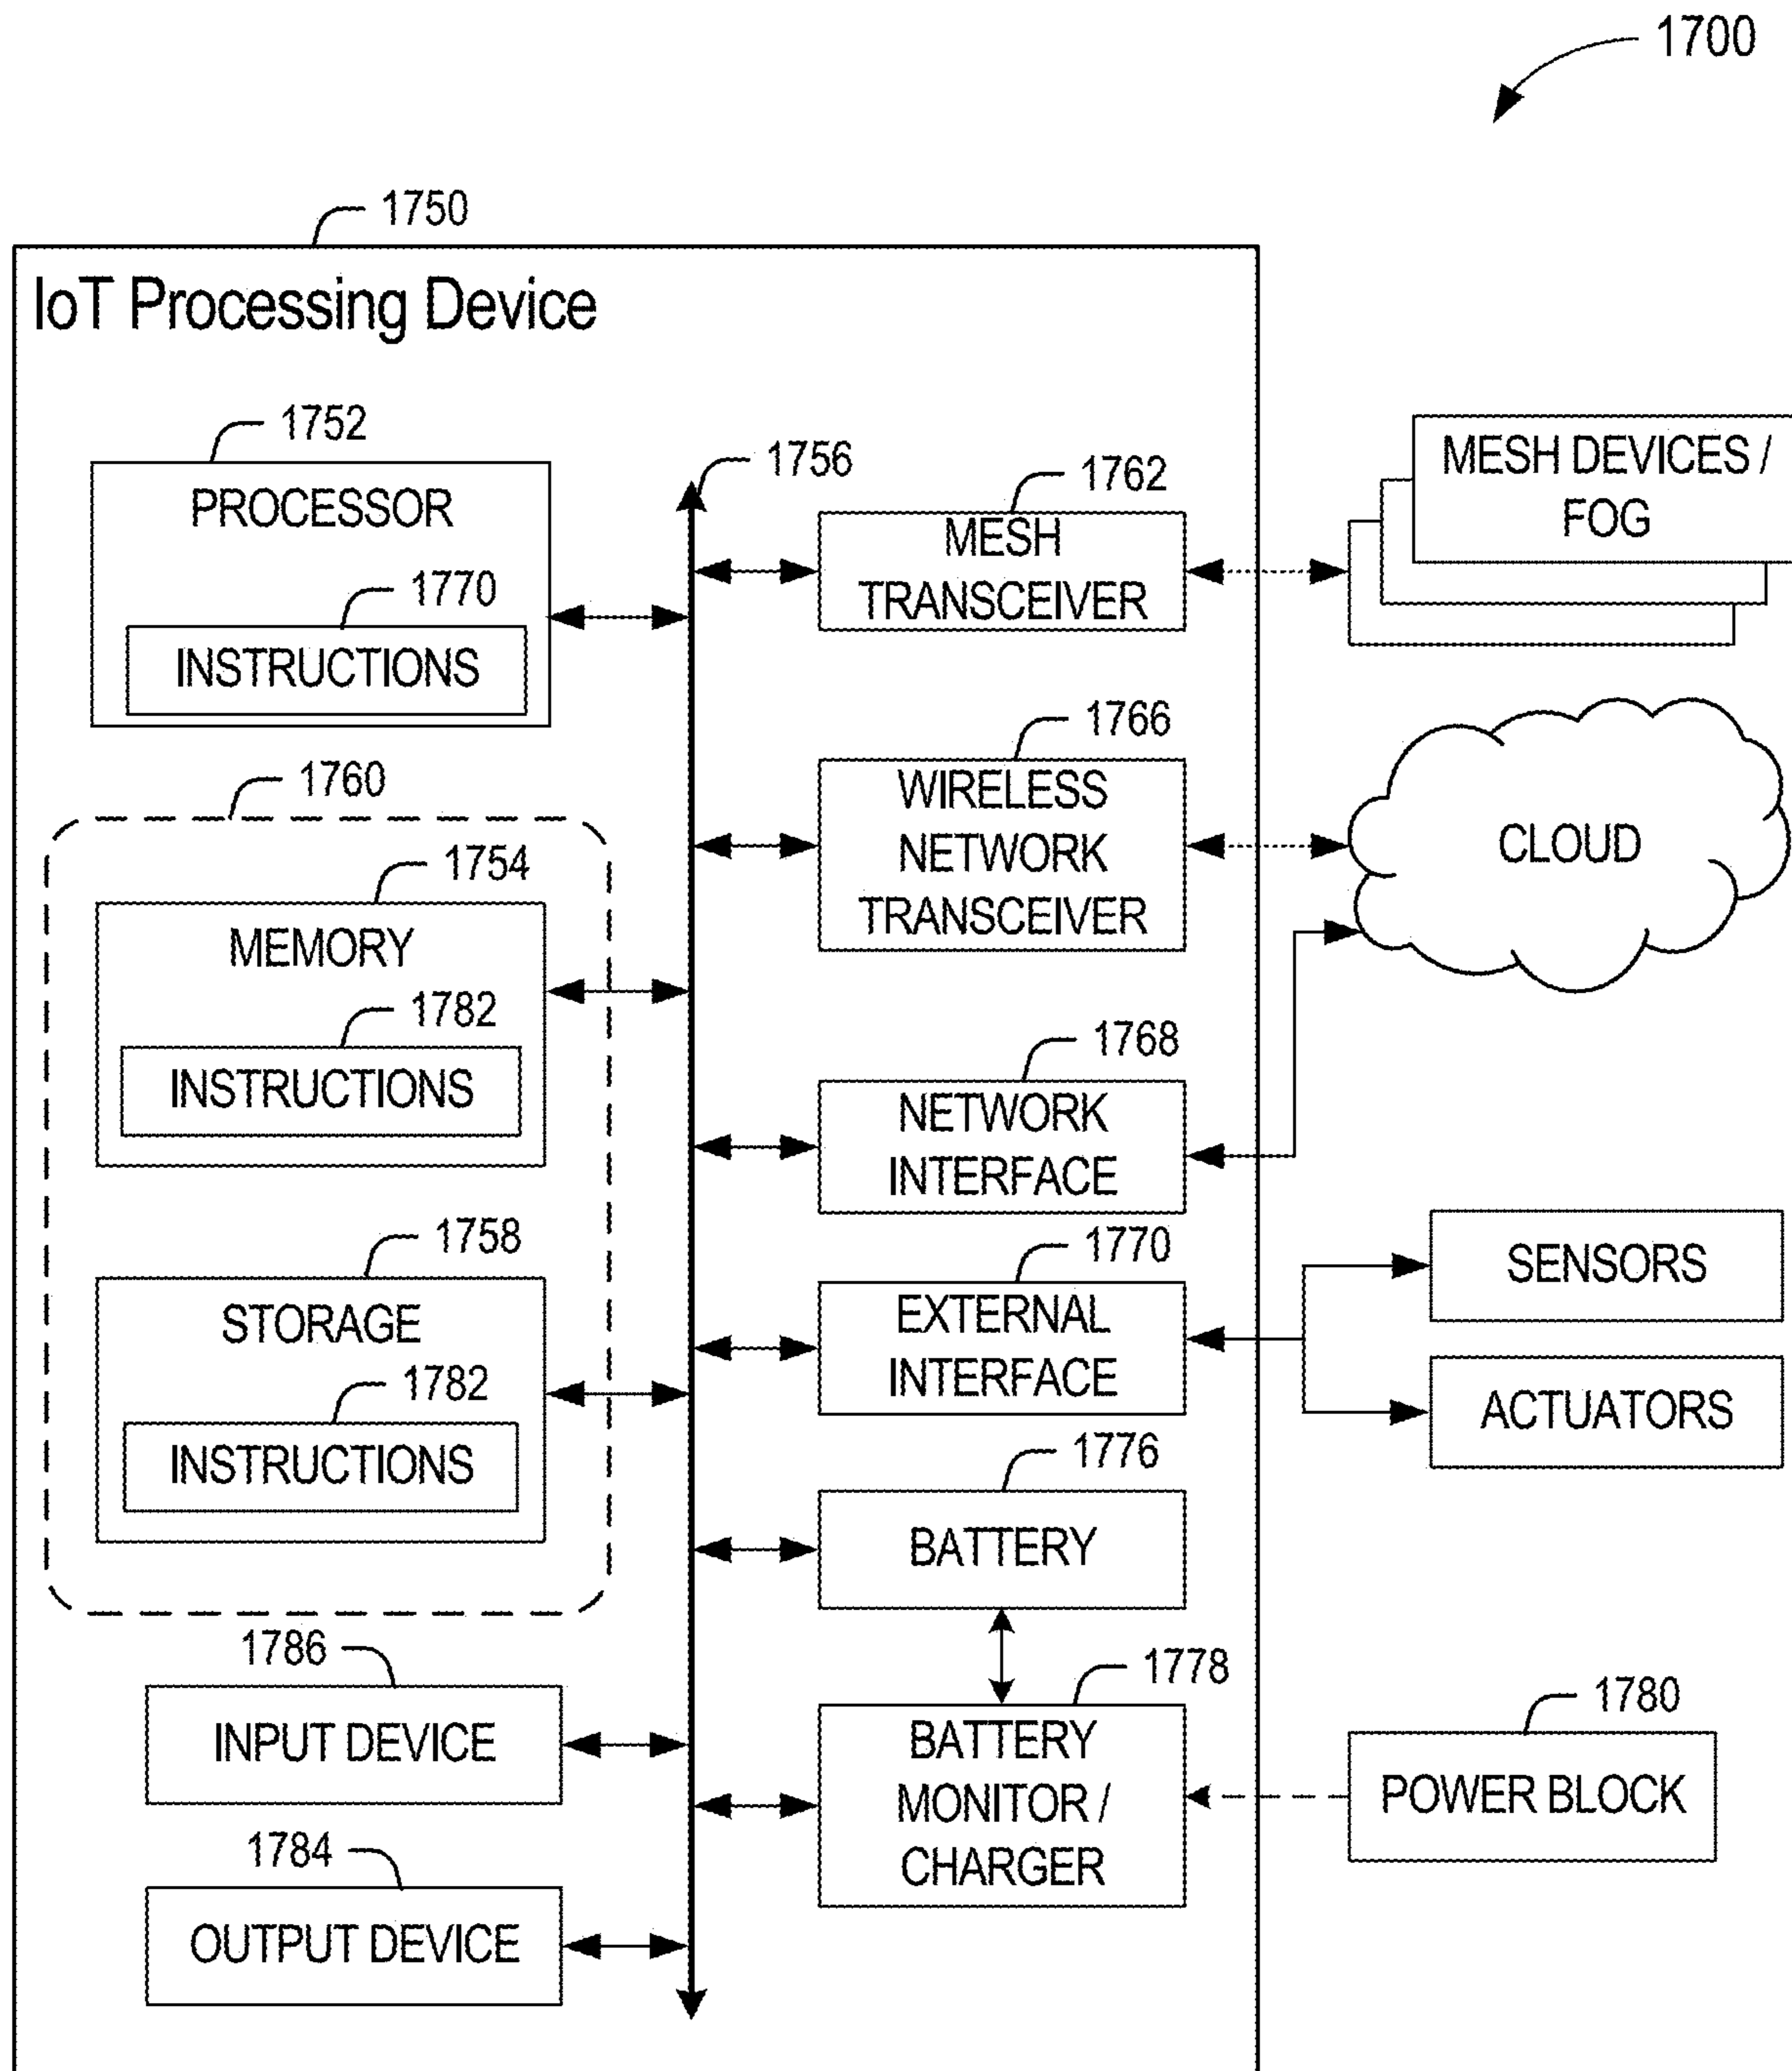 1700
1750
IoT Processing Device
1752
PROCESSOR
1770
INSTRUCTIONS
1760
1754
MEMORY
1782
INSTRUCTIONS
1758
STORAGE
1782
INSTRUCTIONS
1786
INPUT DEVICE
1784
OUTPUT DEVICE
1756
1762
MESH
TRANSCEIVER
1766
WIRELESS
NETWORK
TRANSCEIVER
1768
NETWORK
INTERFACE
1770
EXTERNAL
INTERFACE
1776
BATTERY
1778
BATTERY
MONITOR /
CHARGER
MESH DEVICES /
FOG
CLOUD
SENSORS
ACTUATORS
1780
POWER BLOCK